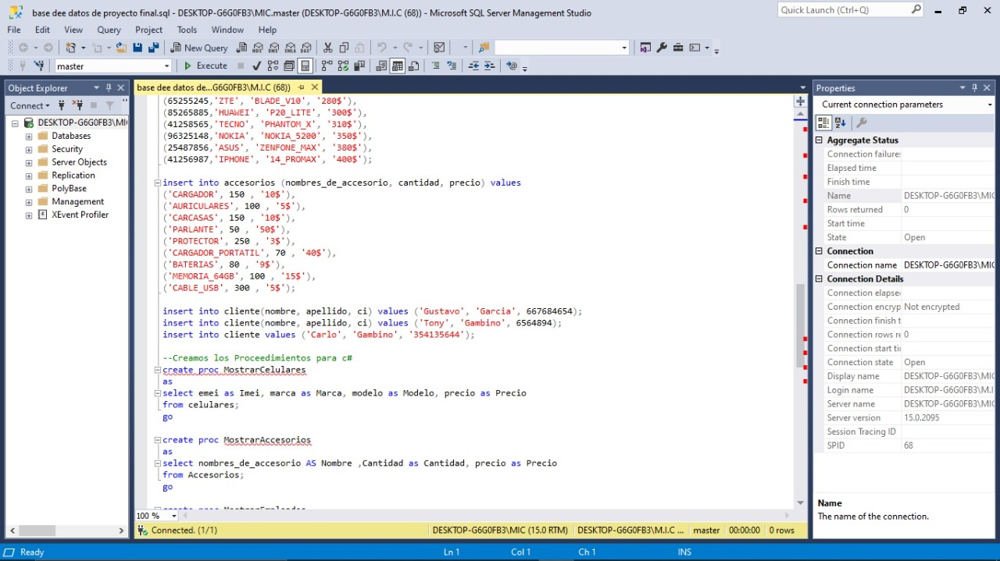 base dee datos de proyecto final.sql - DESKTOP-G6G0FB3\MIC.master (DESKTOP-G6G0FB3\M.I.C (68)) - Microsoft SQL Server Management Studio
Quick Launch (Ctrl+Q)
File Edit View Query Project Tools Window Help
New Query
master
Execute
Object Explorer
Connect
DESKTOP-G6G0FB3\MI
Databases
Security
Server Objects
Replication
PolyBase
Management
XEvent Profiler
base dee datos de...G6G0FB3\M.I.C (68))
(65255245,'ZTE', 'BLADE_V10', '280$'),
(85265885,'HUAWEI', 'P20_LITE', '300$'),
(41258565,'TECNO', 'PHANTOM_X', '310$'),
(96325148,'NOKIA', 'NOKIA_5200', '350$'),
(25487856,'ASUS', 'ZENFONE_MAX', '380$'),
(41256987,'IPHONE', '14_PROMAX', '400$');
insert into accesorios (nombres_de_accesorio, cantidad, precio) values
('CARGADOR', 150 , '10$'),
('AURICULARES', 100 , '5$'),
('CARCASAS', 150 , '10$'),
('PARLANTE', 50 , '50$'),
('PROTECTOR', 250 , '3$'),
('CARGADOR_PORTATIL', 70 , '40$'),
('BATERIAS', 80 , '9$'),
('MEMORIA_64GB', 100 , '15$'),
('CABLE_USB', 300 , '5$');
insert into cliente(nombre, apellido, ci) values ('Gustavo', 'Garcia', 667684654);
insert into cliente(nombre, apellido, ci) values ('Tony', 'Gambino', 6564894);
insert into cliente values ('Carlo', 'Gambino', '354135644');
--Creamos los Proceedimientos para c#
create proc MostrarCelulares
as
select emei as Imei, marca as Marca, modelo as Modelo, precio as Precio
from celulares;
go
create proc MostrarAccesorios
as
select nombres_de_accesorio AS Nombre ,Cantidad as Cantidad, precio as Precio
from Accesorios;
go
100 %
Connected. (1/1)
DESKTOP-G6G0FB3\MIC (15.0 RTM)
DESKTOP-G6G0FB3\M.I.C ...
master
00:00:00
0 rows
Properties
Current connection parameters
Aggregate Status
Connection failure
Elapsed time
Finish time
Name DESKTOP-G6G0FB3\MIC
Rows returned 0
Start time
State Open
Connection
Connection name DESKTOP-G6G0FB3\MIC
Connection Details
Connection elapse
Connection encryp Not encrypted
Connection finish t
Connection rows re 0
Connection start ti
Connection state Open
Display name DESKTOP-G6G0FB3\MIC
Login name DESKTOP-G6G0FB3\M.I
Server name DESKTOP-G6G0FB3\MIC
Server version 15.0.2095
Session Tracing ID
SPID 68
Name
The name of the connection.
Ready
Ln 1
Col 1
Ch 1
INS